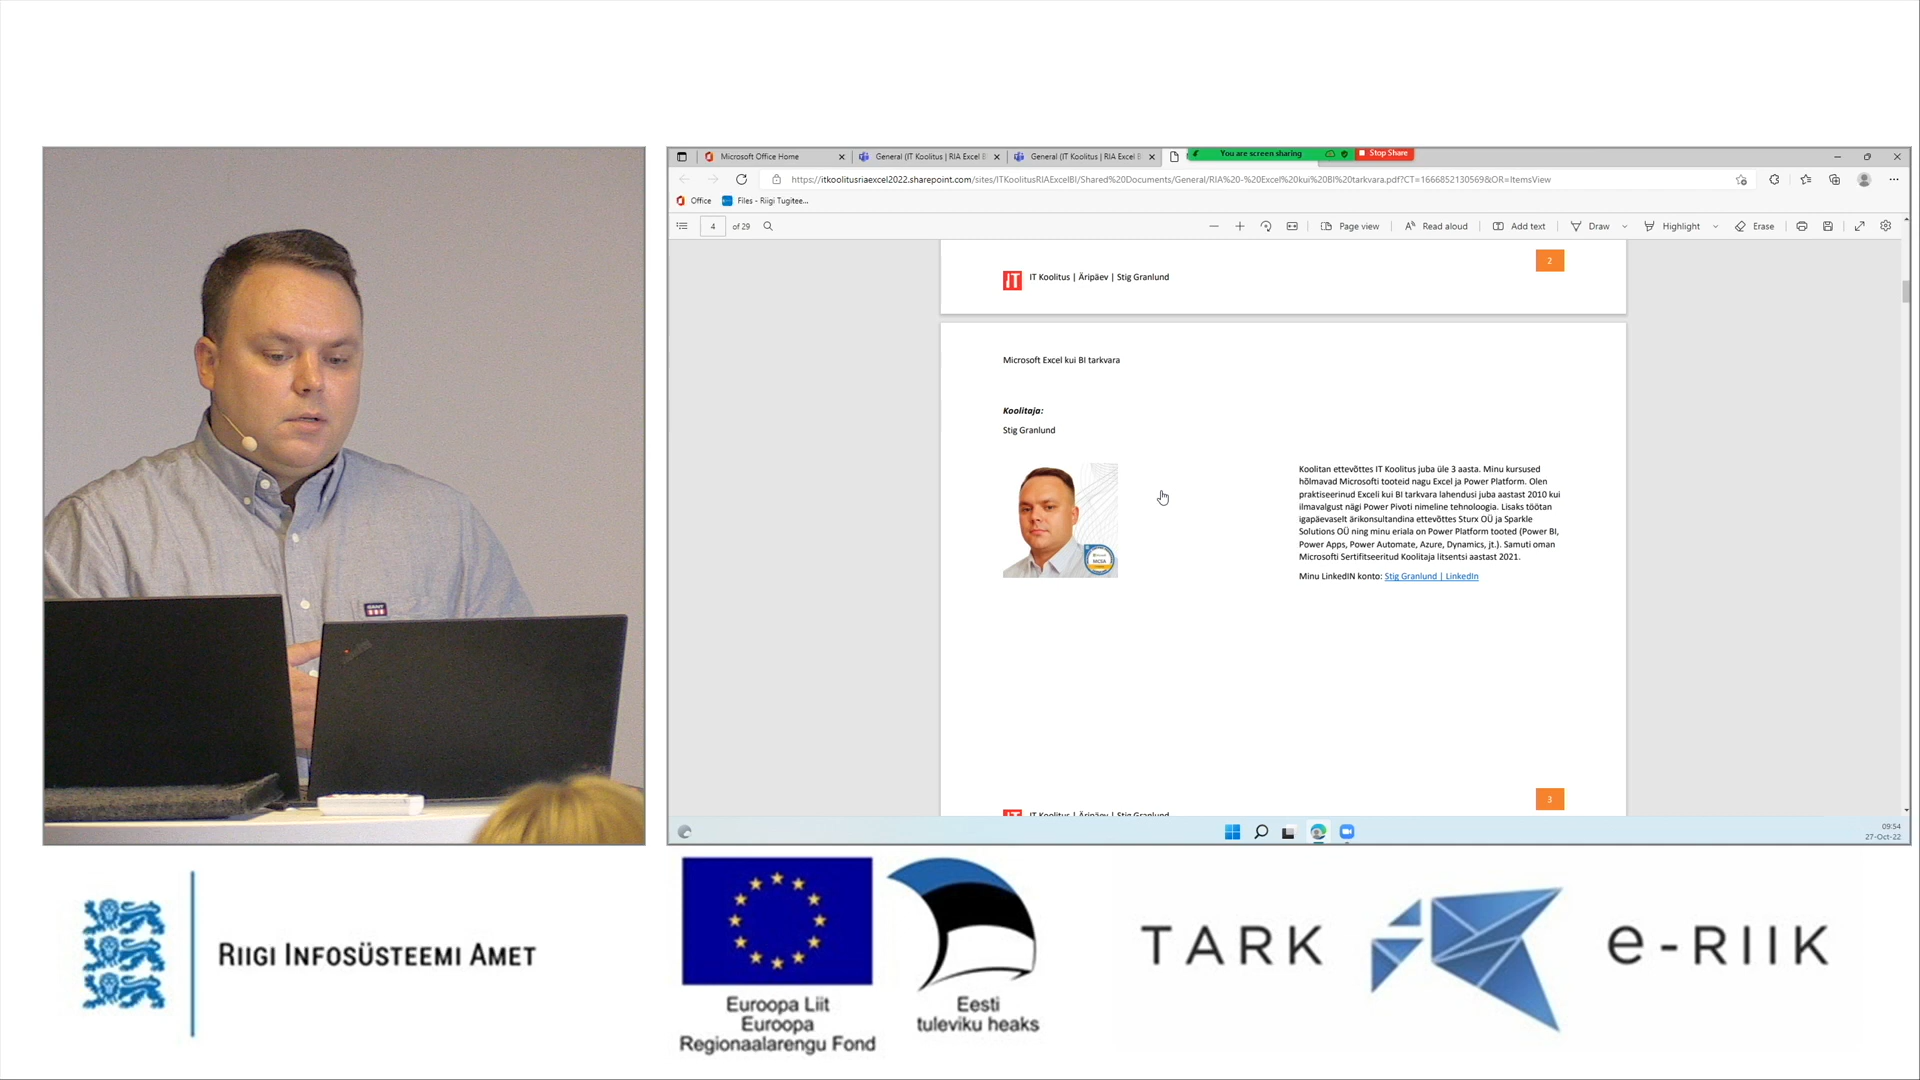 Microsoft Office Home
General (IT Koolitus | RIA Excel B
General (IT Koolitus | RIA Excel B
You are screen sharing
Stop Share
https://itkoolitusriaexcel2022.sharepoint.com/sites/ITKoolitusRIAExcelBI/Shared%20Documents/General/RIA%20-%20Excel%20kui%20BI%20tarkvara.pdf?CT=1666852130569&OR=ItemsView
Office
Files - Riigi Tugitee...
4
of 29
Page view
Read aloud
Add text
Draw
Highlight
Erase
2
IT Koolitus | Äripäev | Stig Granlund
Microsoft Excel kui BI tarkvara
Koolitaja:
Stig Granlund
MCSA
Koolitan ettevõttes IT Koolitus juba üle 3 aasta. Minu kursused
hõlmavad Microsofti tooteid nagu Excel ja Power Platform. Olen
praktiseerinud Exceli kui BI tarkvara lahendusi juba aastast 2010 kui
ilmavalgust nägi Power Pivoti nimeline tehnoloogia. Lisaks töötan
igapäevaselt ärikonsultandina ettevõttes Sturx OÜ ja Sparkle
Solutions OÜ ning minu eriala on Power Platform tooted (Power BI,
Power Apps, Power Automate, Azure, Dynamics, jt.). Samuti oman
Microsofti Sertifitseeritud Koolitaja litsentsi aastast 2021.
Minu LinkedIN konto: Stig Granlund | LinkedIn
3
IT Koolitus | Äripäev | Stig Granlund
09:54
27-Oct-22
GANT
RIIGI INFOSÜSTEEMI AMET
Euroopa Liit
Euroopa
Regionaalarengu Fond
Eesti
tuleviku heaks
TARK e-RIIK